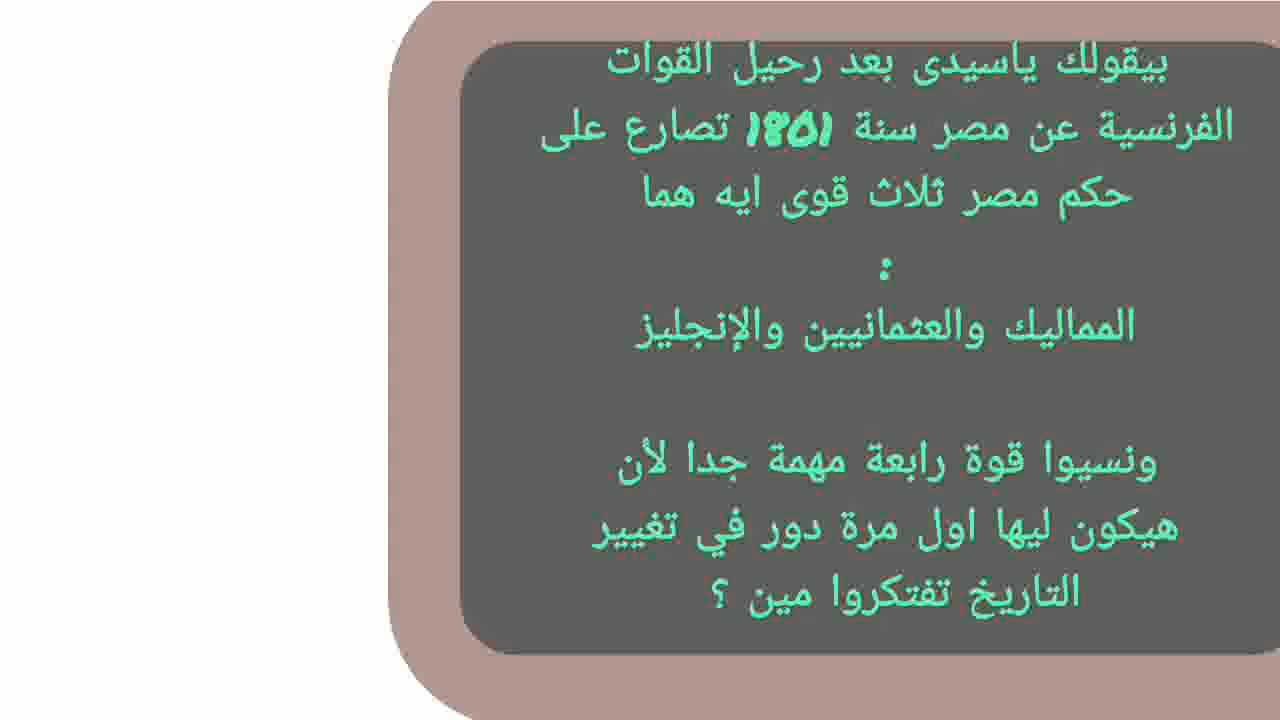 بيقولك ياسيدى بعد رحيل القوات
الفرنسية عن مصر سنة 1801 تصارع على
حكم مصر ثلاث قوى ايه هما
:
المماليك والعثمانيين والإنجليز
ونسيوا قوة رابعة مهمة جدا لأن
هيكون ليها اول مرة دور في تغيير
التاريخ تفتكروا مين ؟